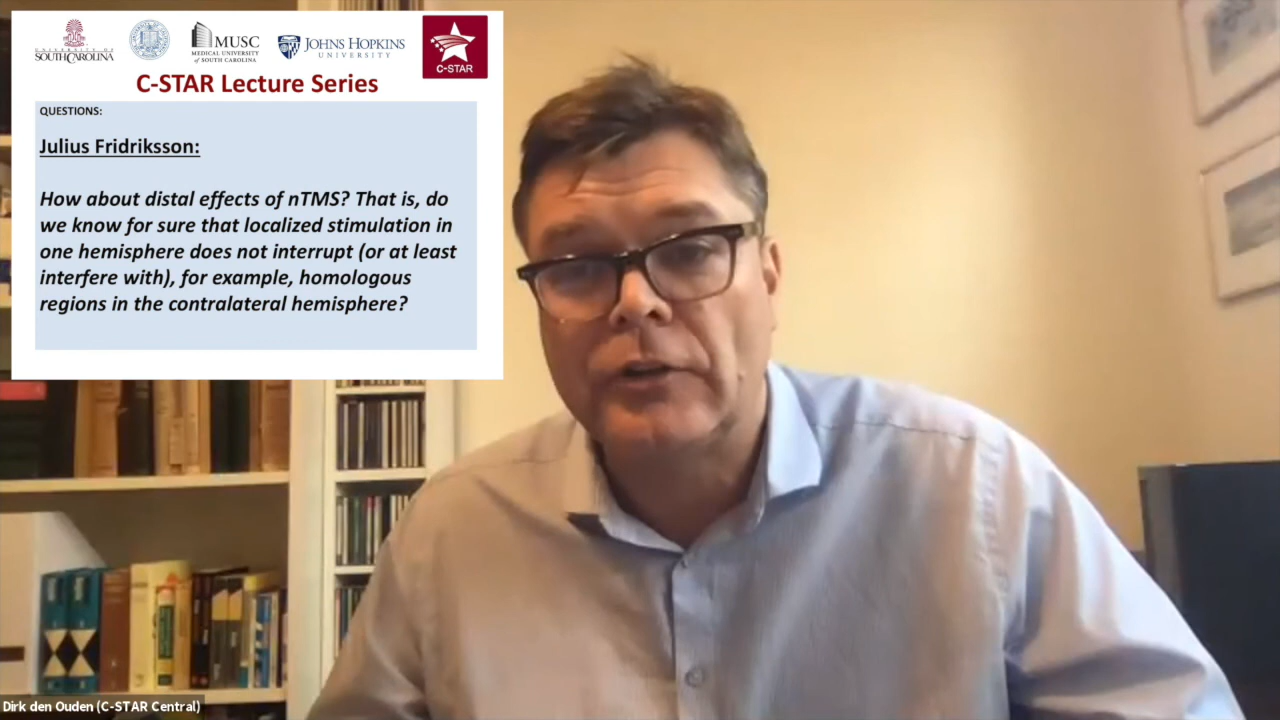 UNIVERSITY OF
SOUTH CAROLINA
MUSC
MEDICAL UNIVERSITY
of SOUTH CAROLINA
JOHNS HOPKINS
UNIVERSITY
C-STAR
C-STAR Lecture Series
QUESTIONS:
Julius Fridriksson:
How about distal effects of nTMS? That is, do
we know for sure that localized stimulation in
one hemisphere does not interrupt (or at least
interfere with), for example, homologous
regions in the contralateral hemisphere?
Dirk den Ouden (C-STAR Central)